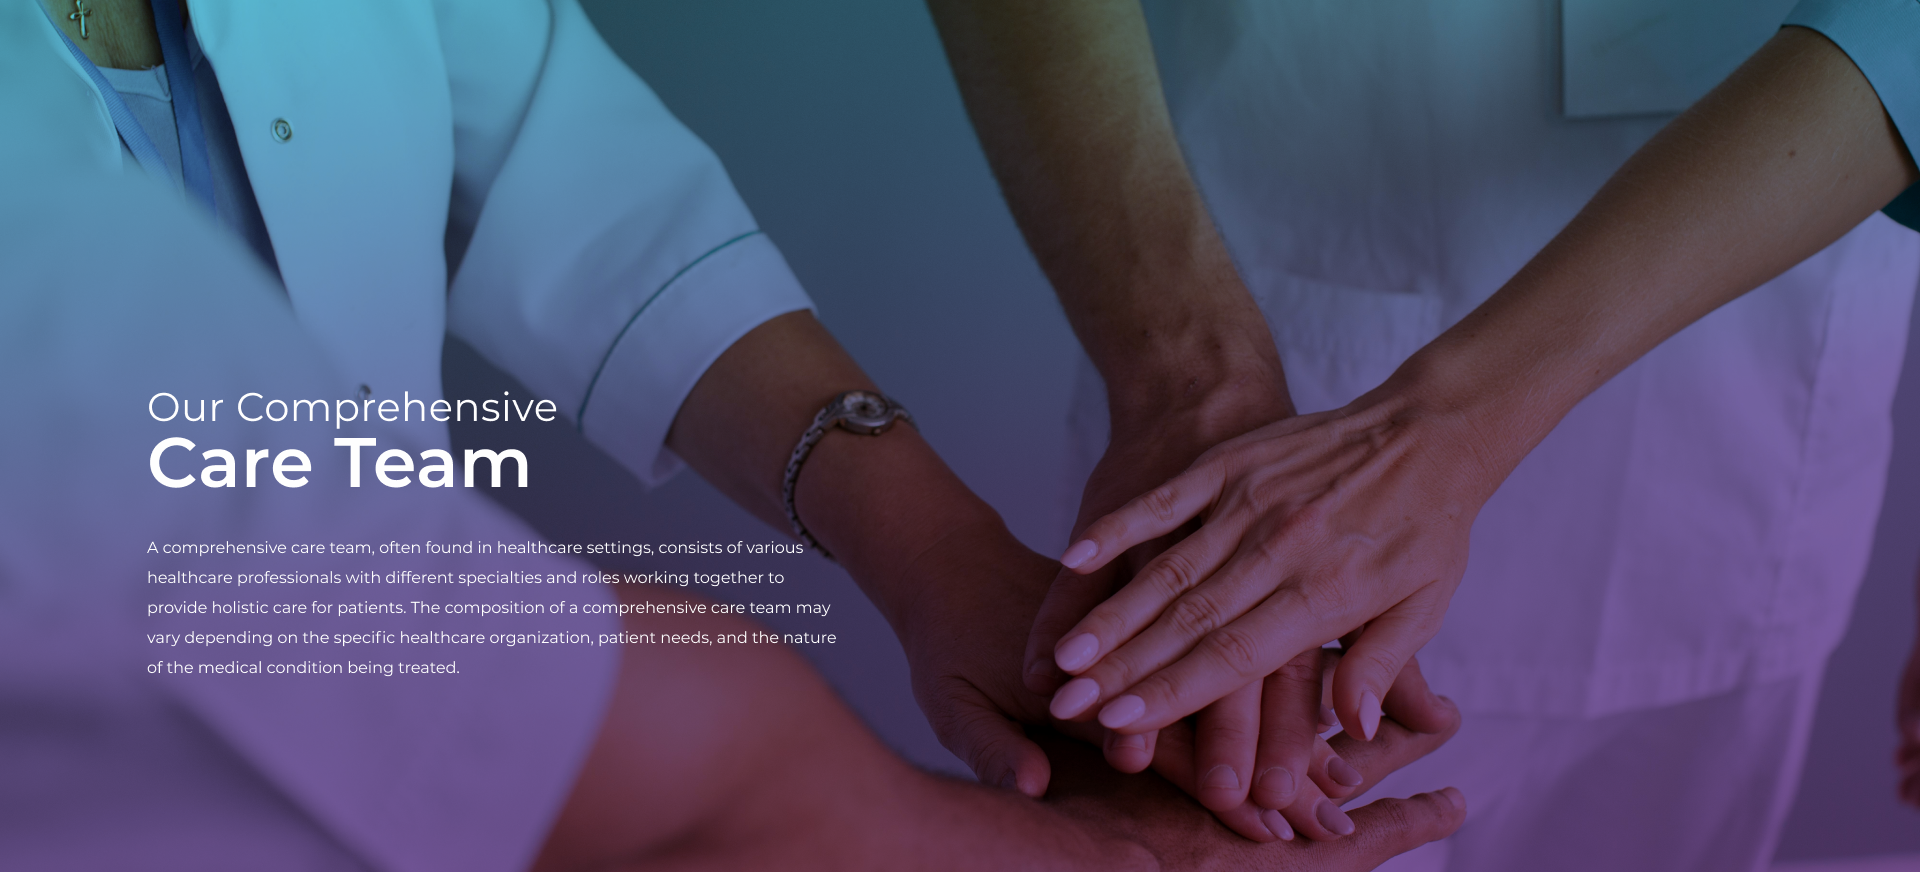 Our Comprehensive
Care Team
A comprehensive care team, often found in healthcare settings, consists of various
healthcare professionals with different specialties and roles working together to
provide holistic care for patients. The composition of a comprehensive care team may
vary depending on the specific healthcare organization, patient needs, and the nature
of the medical condition being treated.